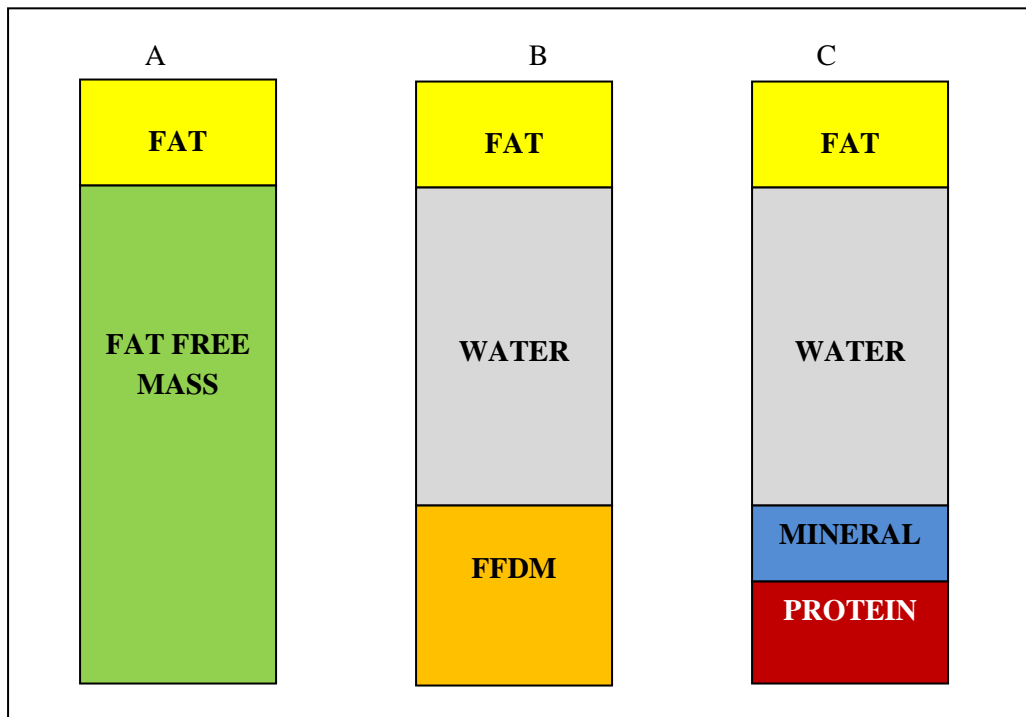 A
B
C
FAT
FAT
FAT
FAT FREE
MASS
WATER
WATER
FFDM
MINERAL
PROTEIN